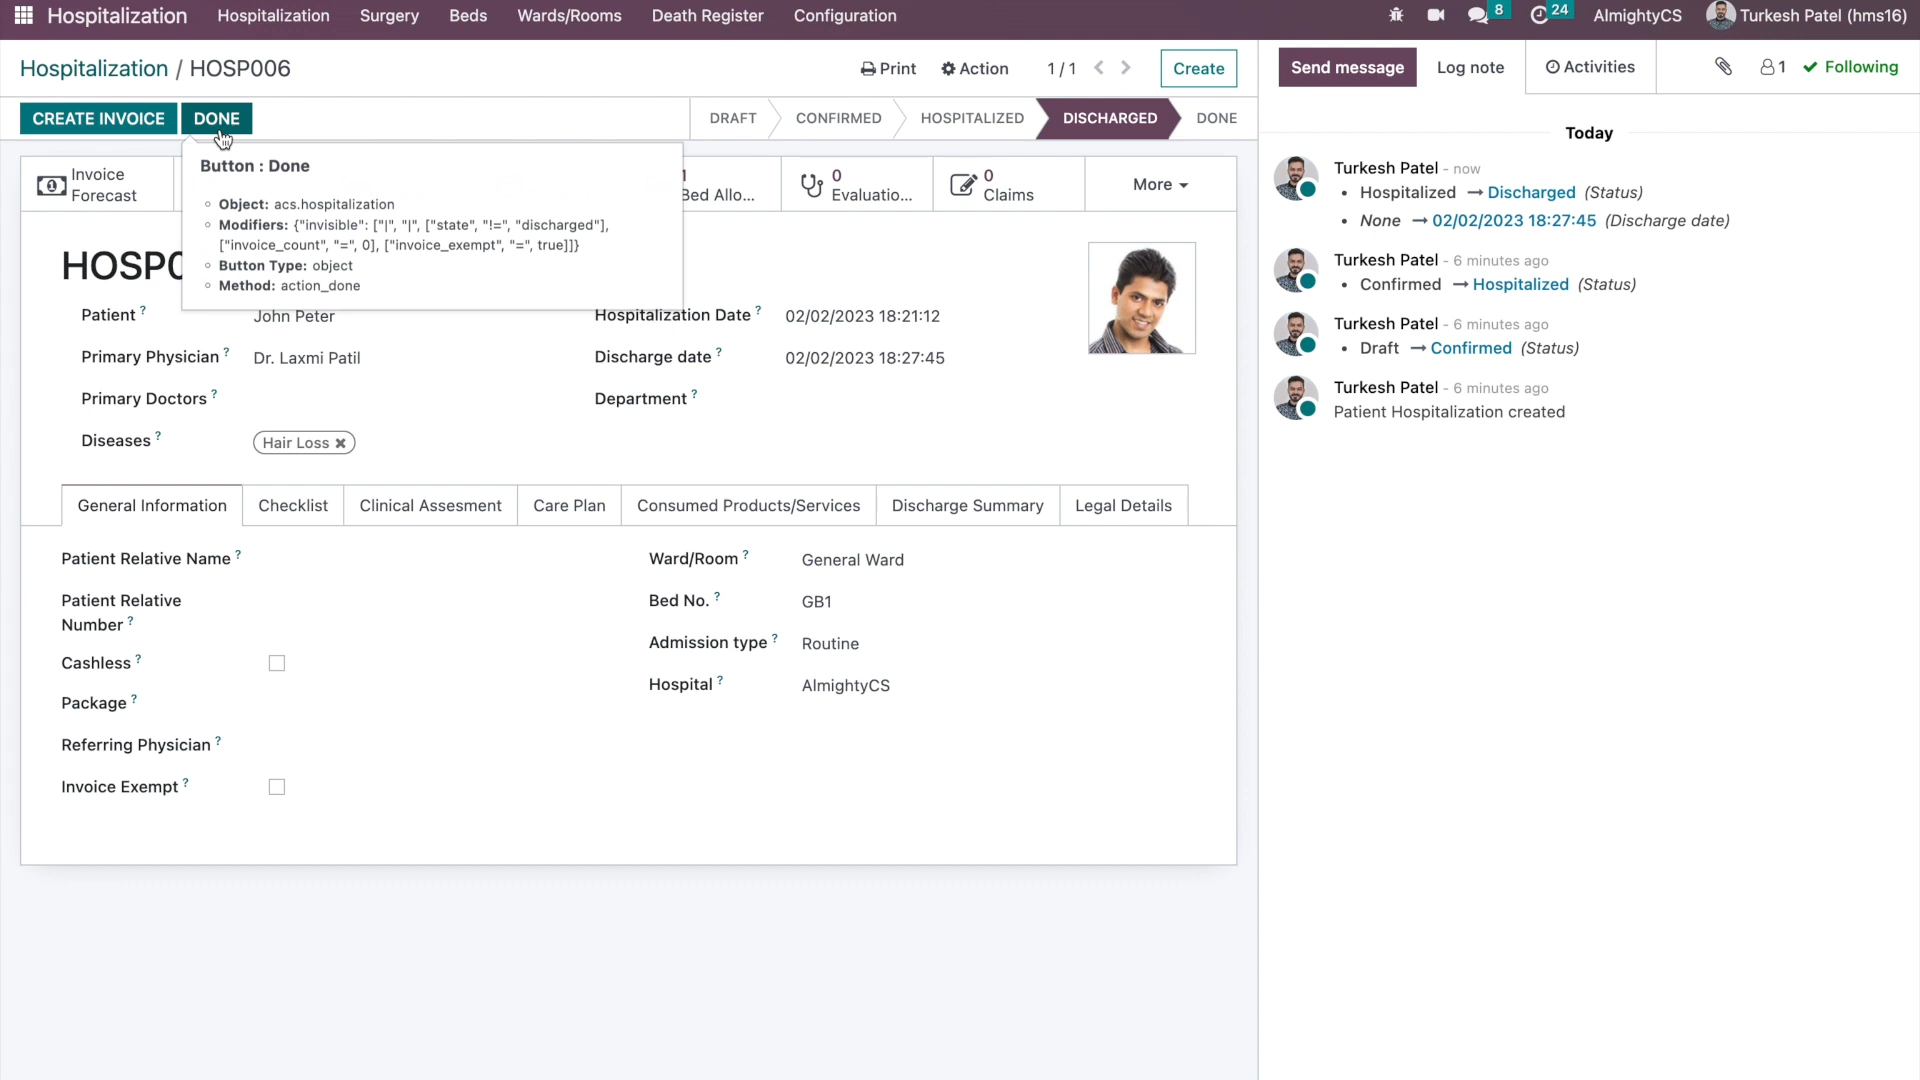 Hospitalization Hospitalization Surgery Beds Wards/Rooms Death Register Configuration 8 24 AlmightyCS Turkesh Patel (hms16)
Hospitalization / HOSP006 Print Action 1 / 1 Create Send message Log note Activities 1 Following
CREATE INVOICE DONE DRAFT CONFIRMED HOSPITALIZED DISCHARGED DONE
Today
Button : Done
Object: acs.hospitalization
Modifiers: {"invisible": ["|", "|", ["state", "!=", "discharged"],
["invoice_count", "=", 0], ["invoice_exempt", "=", true]]}
Button Type: object
Method: action_done
Invoice
Forecast
Bed Allo...
0
Evaluatio...
0
Claims
More
HOSP0
Patient ? John Peter
Primary Physician ? Dr. Laxmi Patil
Primary Doctors ?
Diseases ? Hair Loss
Hospitalization Date ? 02/02/2023 18:21:12
Discharge date ? 02/02/2023 18:27:45
Department ?
General Information Checklist Clinical Assesment Care Plan Consumed Products/Services Discharge Summary Legal Details
Patient Relative Name ?
Patient Relative
Number ?
Cashless ?
Package ?
Referring Physician ?
Invoice Exempt ?
Ward/Room ? General Ward
Bed No. ? GB1
Admission type ? Routine
Hospital ? AlmightyCS
Turkesh Patel - now
Hospitalized → Discharged (Status)
None → 02/02/2023 18:27:45 (Discharge date)
Turkesh Patel - 6 minutes ago
Confirmed → Hospitalized (Status)
Turkesh Patel - 6 minutes ago
Draft → Confirmed (Status)
Turkesh Patel - 6 minutes ago
Patient Hospitalization created